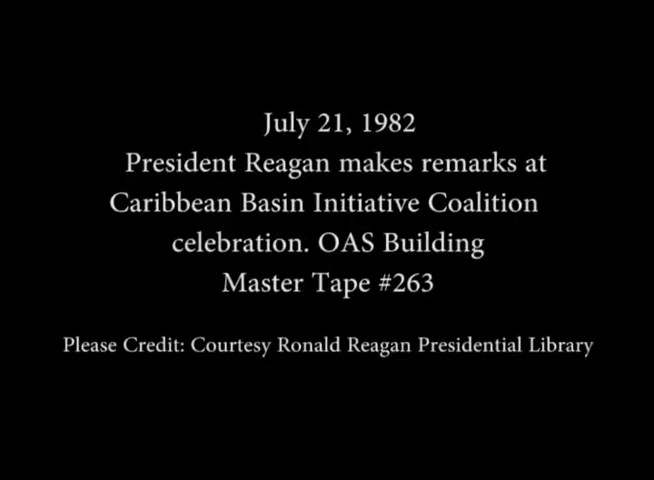 July 21, 1982
President Reagan makes remarks at
Caribbean Basin Initiative Coalition
celebration. OAS Building
Master Tape #263
Please Credit: Courtesy Ronald Reagan Presidential Library